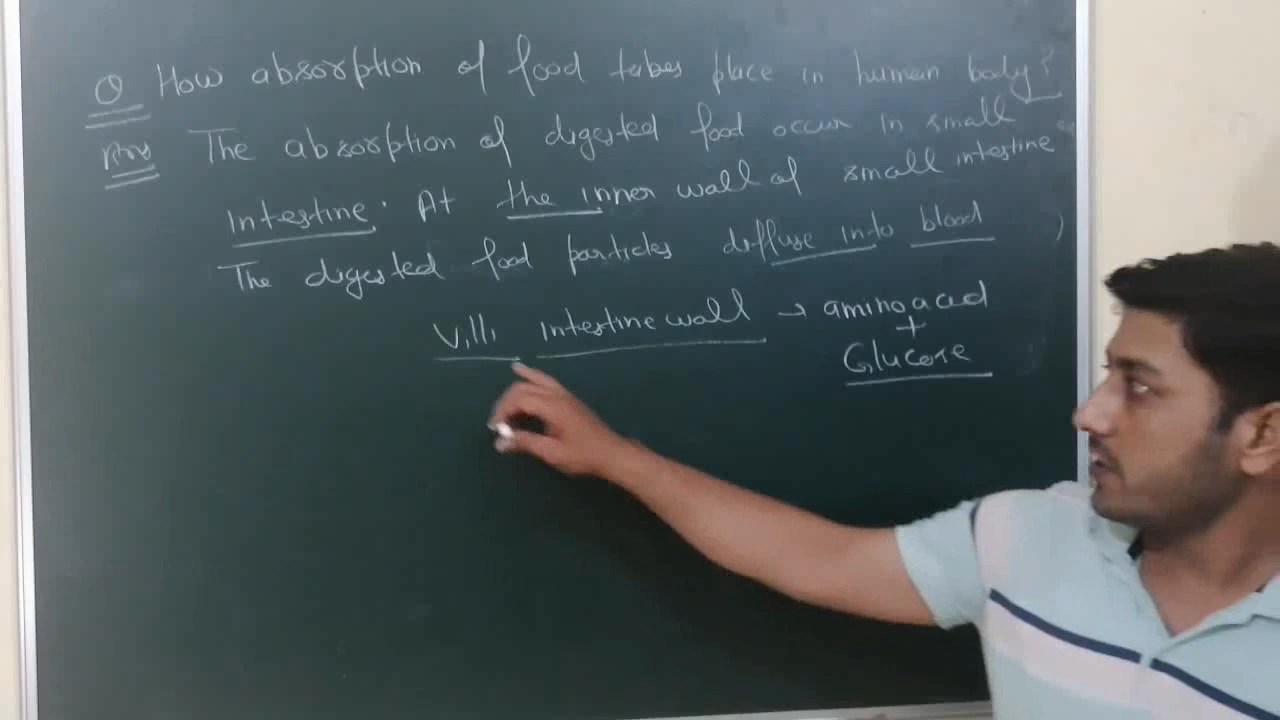 Q How absorption of food takes place in human body?
Ans The absorption of digested food occur in small
intestine. At the inner wall of small intestine
The digested food particles diffuse into blood
Villi intestine wall → amino acid
+
Glucose